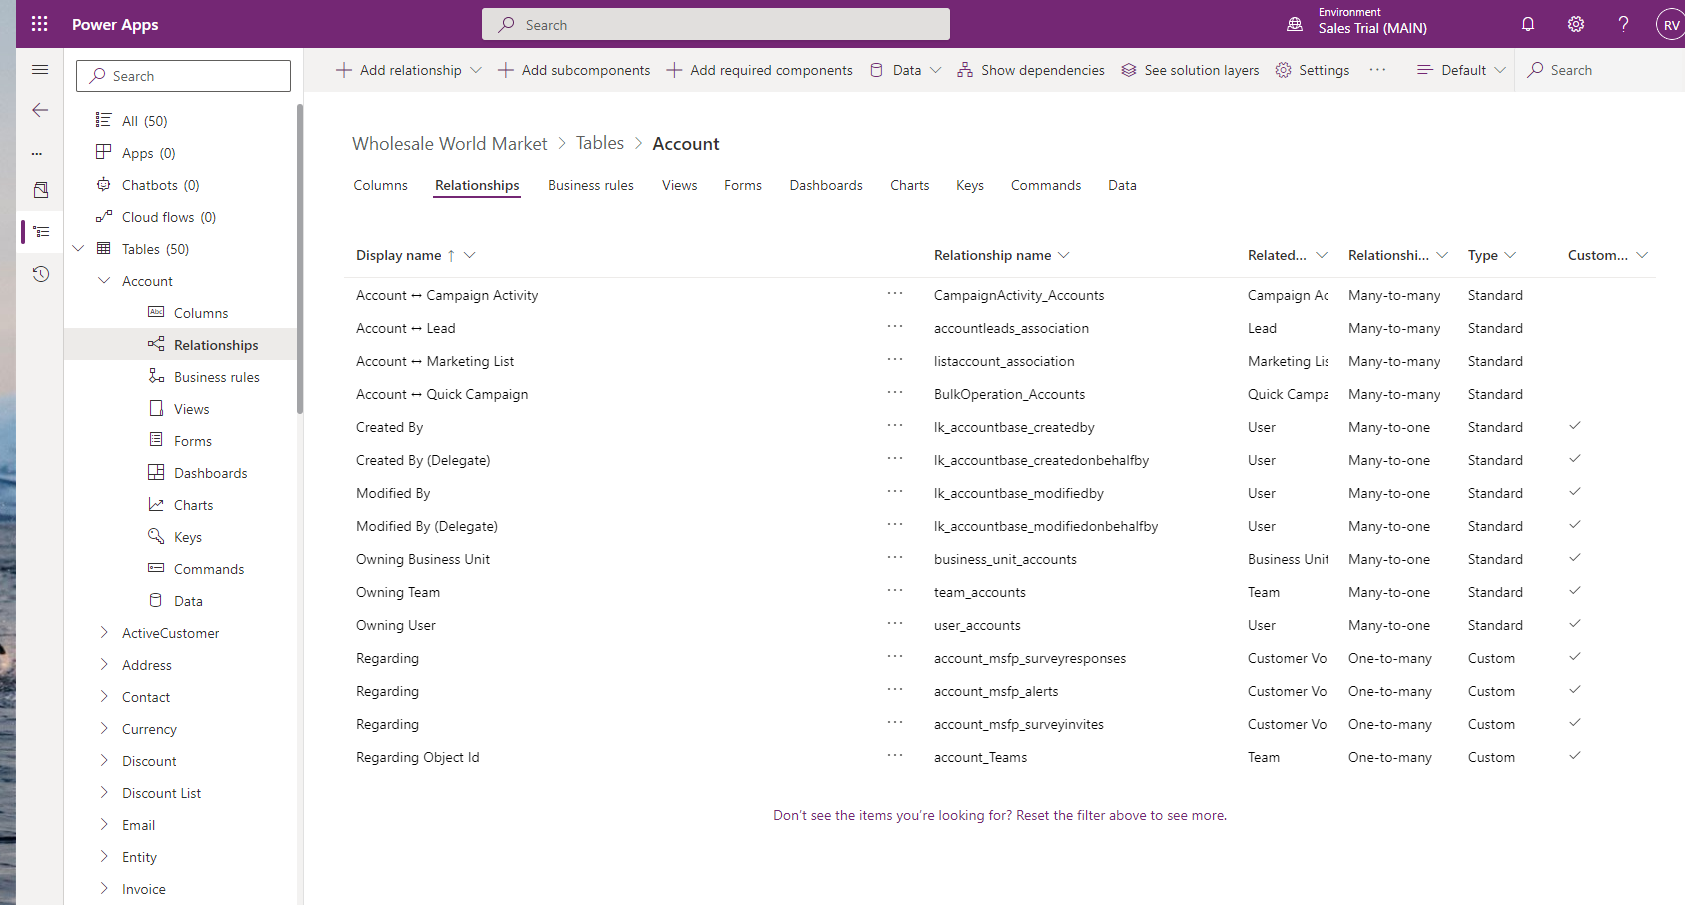 Power Apps
Search
Environment
Sales Trial (MAIN)
?
RV
Search
Add relationship
Add subcomponents
Add required components
Data
Show dependencies
See solution layers
Settings
···
Default
Search
...
All (50)
Apps (0)
Chatbots (0)
Cloud flows (0)
Tables (50)
Account
Abc Columns
Relationships
Business rules
Views
Forms
Dashboards
Charts
Keys
Commands
Data
ActiveCustomer
Address
Contact
Currency
Discount
Discount List
Email
Entity
Invoice
Wholesale World Market > Tables > Account
Columns Relationships Business rules Views Forms Dashboards Charts Keys Commands Data
Display name ↑ Relationship name Related... Relationshi... Type Custom...
Account ↔ Campaign Activity ··· CampaignActivity_Accounts Campaign Ac Many-to-many Standard
Account ↔ Lead ··· accountleads_association Lead Many-to-many Standard
Account ↔ Marketing List ··· listaccount_association Marketing Lis Many-to-many Standard
Account ↔ Quick Campaign ··· BulkOperation_Accounts Quick Campa Many-to-many Standard
Created By ··· lk_accountbase_createdby User Many-to-one Standard ✓
Created By (Delegate) ··· lk_accountbase_createdonbehalfby User Many-to-one Standard ✓
Modified By ··· lk_accountbase_modifiedby User Many-to-one Standard ✓
Modified By (Delegate) ··· lk_accountbase_modifiedonbehalfby User Many-to-one Standard ✓
Owning Business Unit ··· business_unit_accounts Business Unit Many-to-one Standard ✓
Owning Team ··· team_accounts Team Many-to-one Standard ✓
Owning User ··· user_accounts User Many-to-one Standard ✓
Regarding ··· account_msfp_surveyresponses Customer Vo One-to-many Custom ✓
Regarding ··· account_msfp_alerts Customer Vo One-to-many Custom ✓
Regarding ··· account_msfp_surveyinvites Customer Vo One-to-many Custom ✓
Regarding Object Id ··· account_Teams Team One-to-many Custom ✓
Don't see the items you're looking for? Reset the filter above to see more.